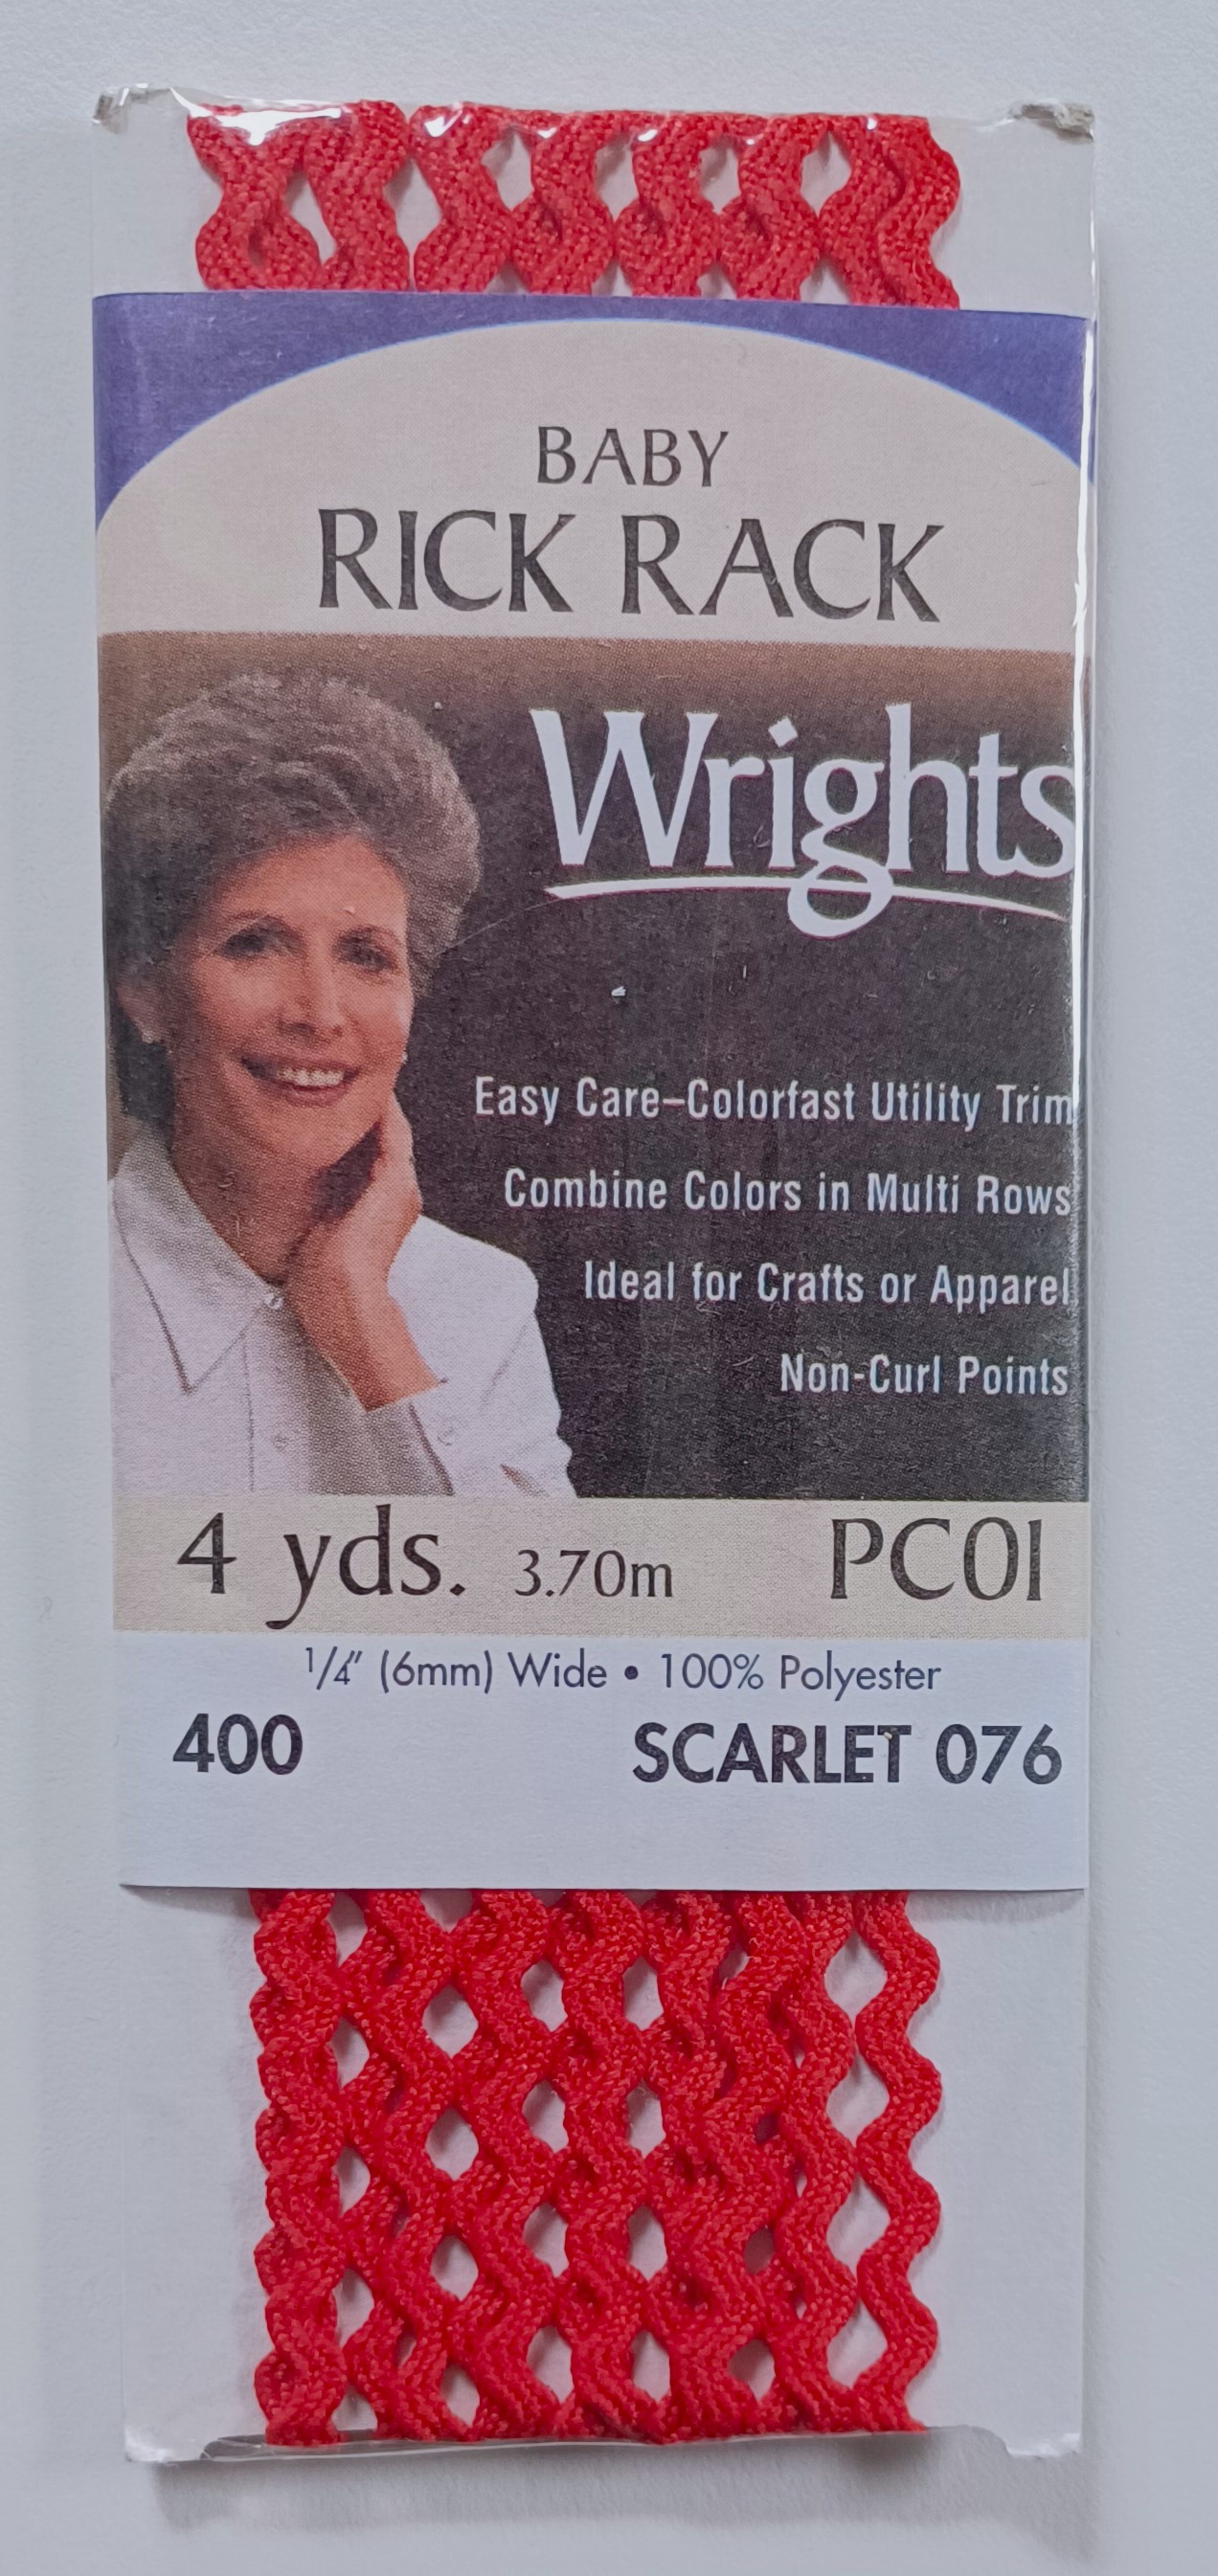 BABY
RICK RACK
Wrights
Easy Care–Colorfast Utility Trim
Combine Colors in Multi Rows
Ideal for Crafts or Apparel
Non-Curl Points
4 yds. 3.70m PC01
1/4" (6mm) Wide • 100% Polyester
400 SCARLET 076